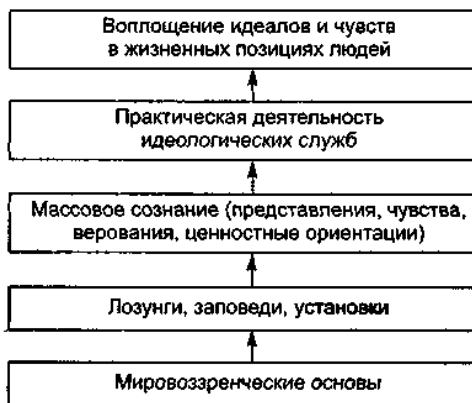 Воплощение идеалов и чувств
в жизненных позициях людей
Практическая деятельность
идеологических служб
Массовое сознание (представления, чувства,
верования, ценностные ориентации)
Лозунги, заповеди, установки
Мировоззренческие основы